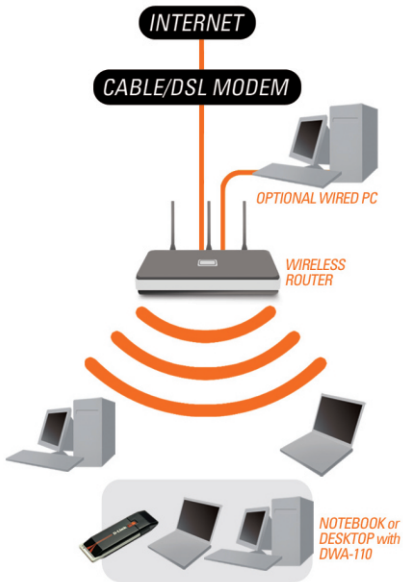 INTERNET
CABLE/DSL MODEM
OPTIONAL WIRED PC
WIRELESS
ROUTER
NOTEBOOK or
DESKTOP with
DWA-110